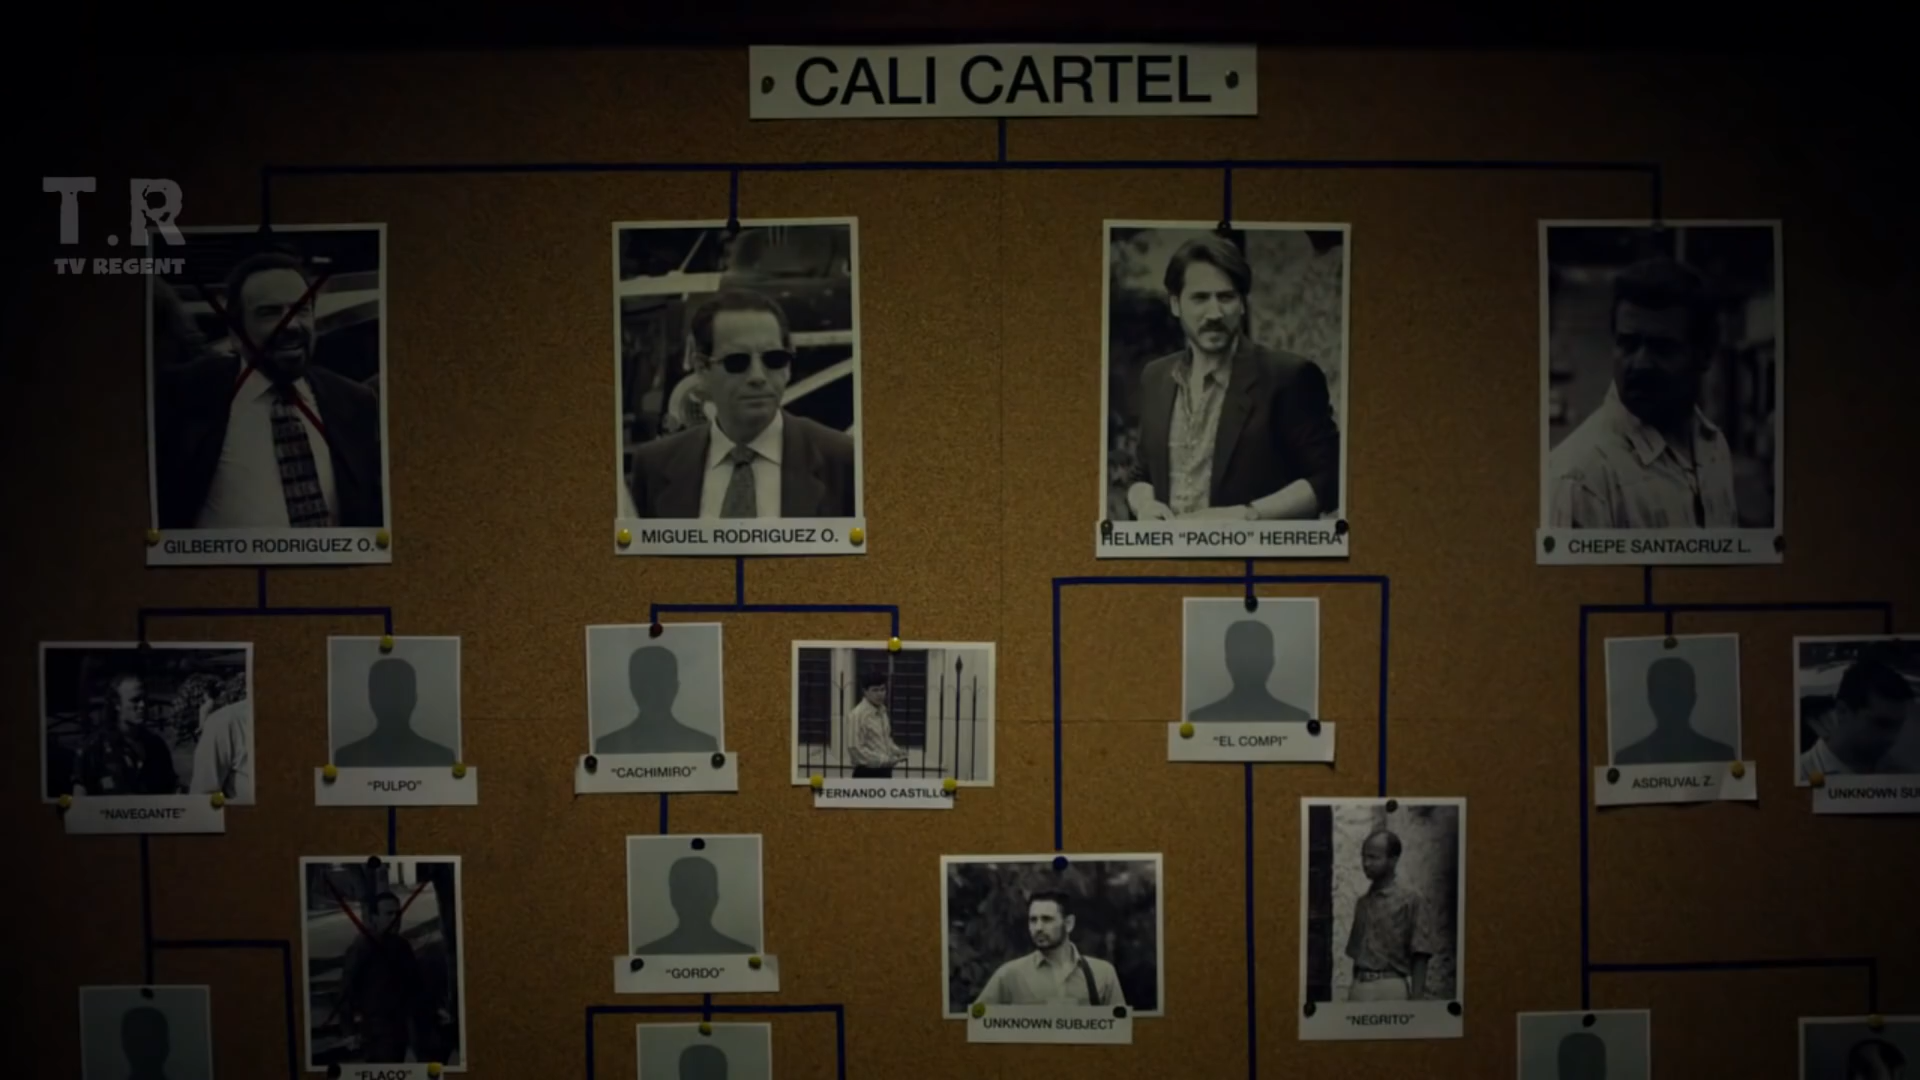 CALI CARTEL
T.R
TV REGENT
GILBERTO RODRIGUEZ O.
MIGUEL RODRIGUEZ O.
HELMER “PACHO” HERRERA
CHEPE SANTACRUZ L.
“NAVEGANTE”
“PULPO”
“CACHIMIRO”
FERNANDO CASTILLO
“EL COMPI”
ASDRUVAL Z.
UNKNOWN
“FLACO”
“GORDO”
UNKNOWN SUBJECT
“NEGRITO”